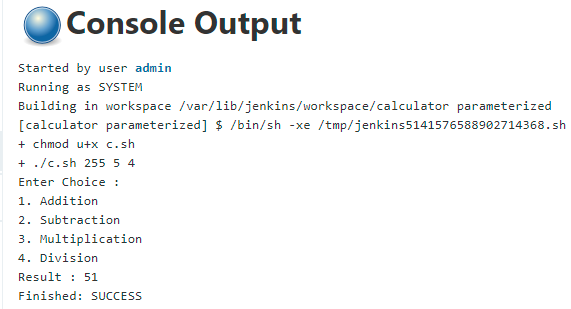 Console Output
Started by user admin
Running as SYSTEM
Building in workspace /var/lib/jenkins/workspace/calculator parameterized
[calculator parameterized] $ /bin/sh -xe /tmp/jenkins5141576588902714368.sh
+ chmod u+x c.sh
+ ./c.sh 255 5 4
Enter Choice :
1. Addition
2. Subtraction
3. Multiplication
4. Division
Result : 51
Finished: SUCCESS